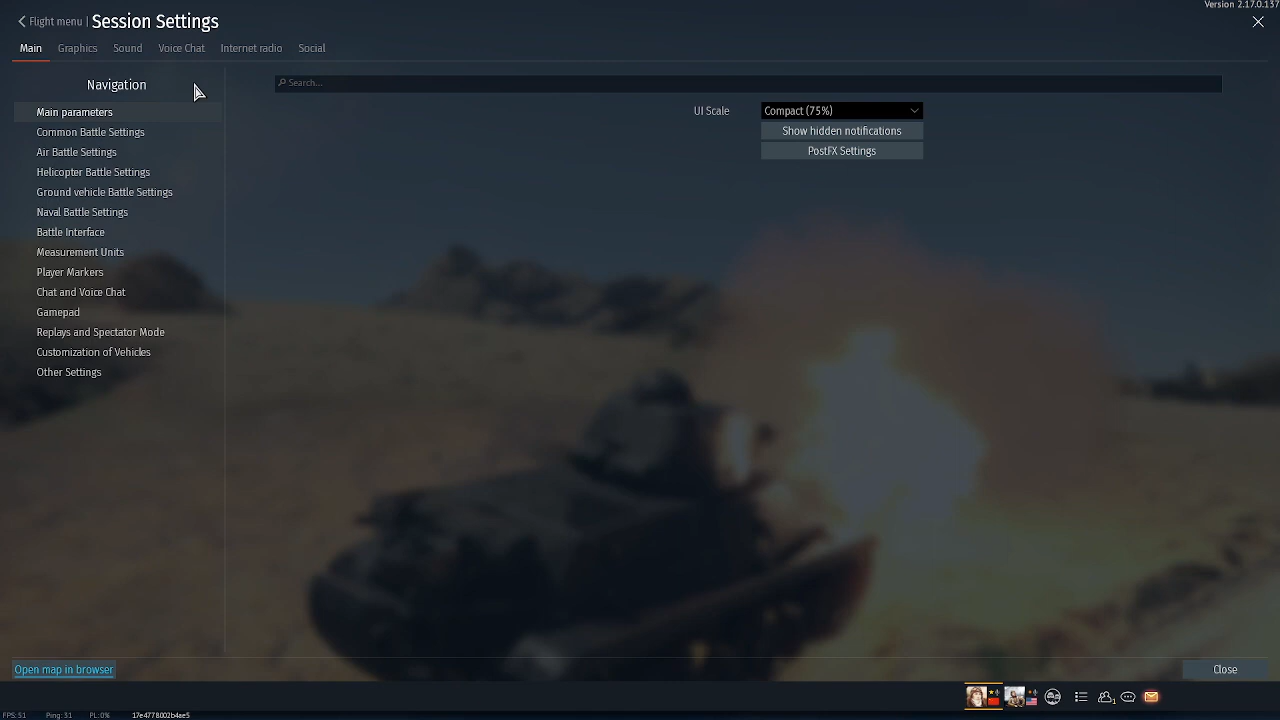 Version 2.17.0.137
Flight menu | Session Settings
Main Graphics Sound Voice Chat Internet radio Social
Navigation
Search...
Main parameters
UI Scale Compact (75%)
Show hidden notifications
PostFX Settings
Common Battle Settings
Air Battle Settings
Helicopter Battle Settings
Ground vehicle Battle Settings
Naval Battle Settings
Battle Interface
Measurement Units
Player Markers
Chat and Voice Chat
Gamepad
Replays and Spectator Mode
Customization of Vehicles
Other Settings
Open map in browser
Close
1
FPS: 51 Ping: 31 PL: 0% 17e4778002b4ae5